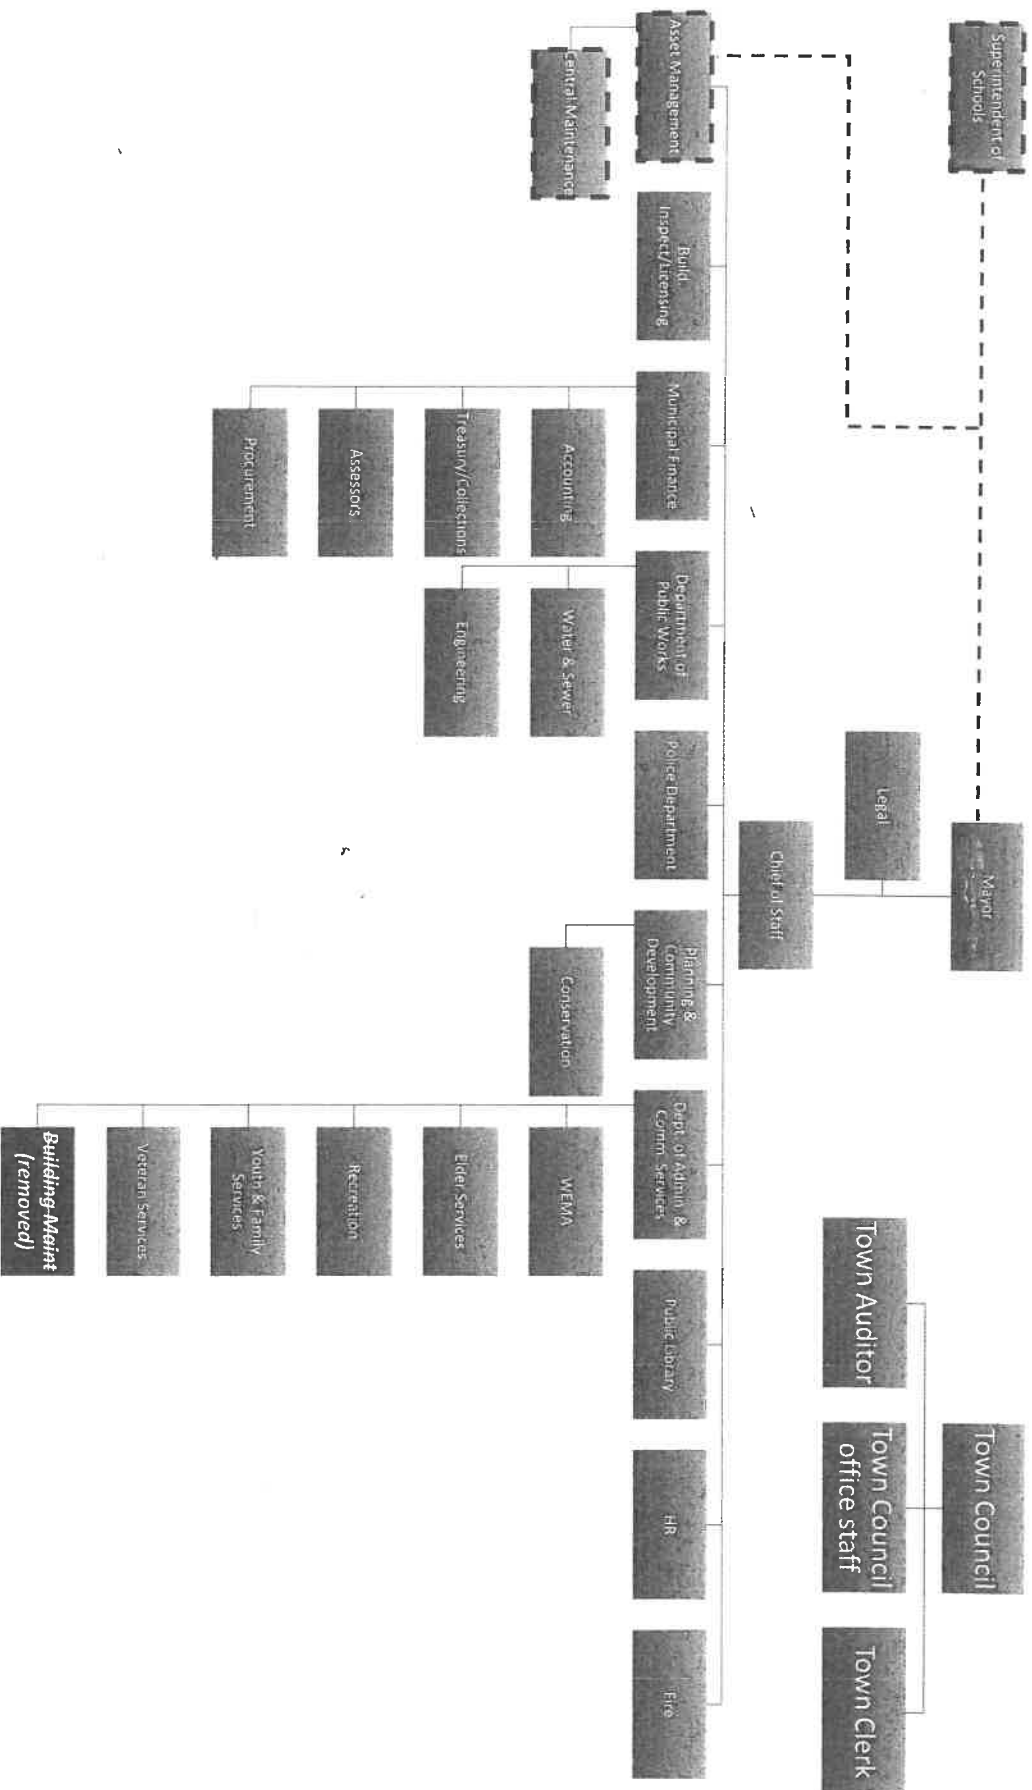 Superintendent of
Schools
Mayor
Town Council
Legal
Town Auditor
Town Council
office staff
Town Clerk
Chief of Staff
Asset Management
Build.
Inspect/Licensing
Municipal Finance
Department of
Public Works
Police Department
Planning &
Community
Development
Dept of Admin &
Comm. Services
Public Library
HR
Fire
Central Maintenance
Accounting
Water & Sewer
Conservation
WEMA
Treasury/Collections
Engineering
Elder Services
Assessors
Recreation
Procurement
Youth & Family
Services
Veteran Services
Building Maint
(removed)